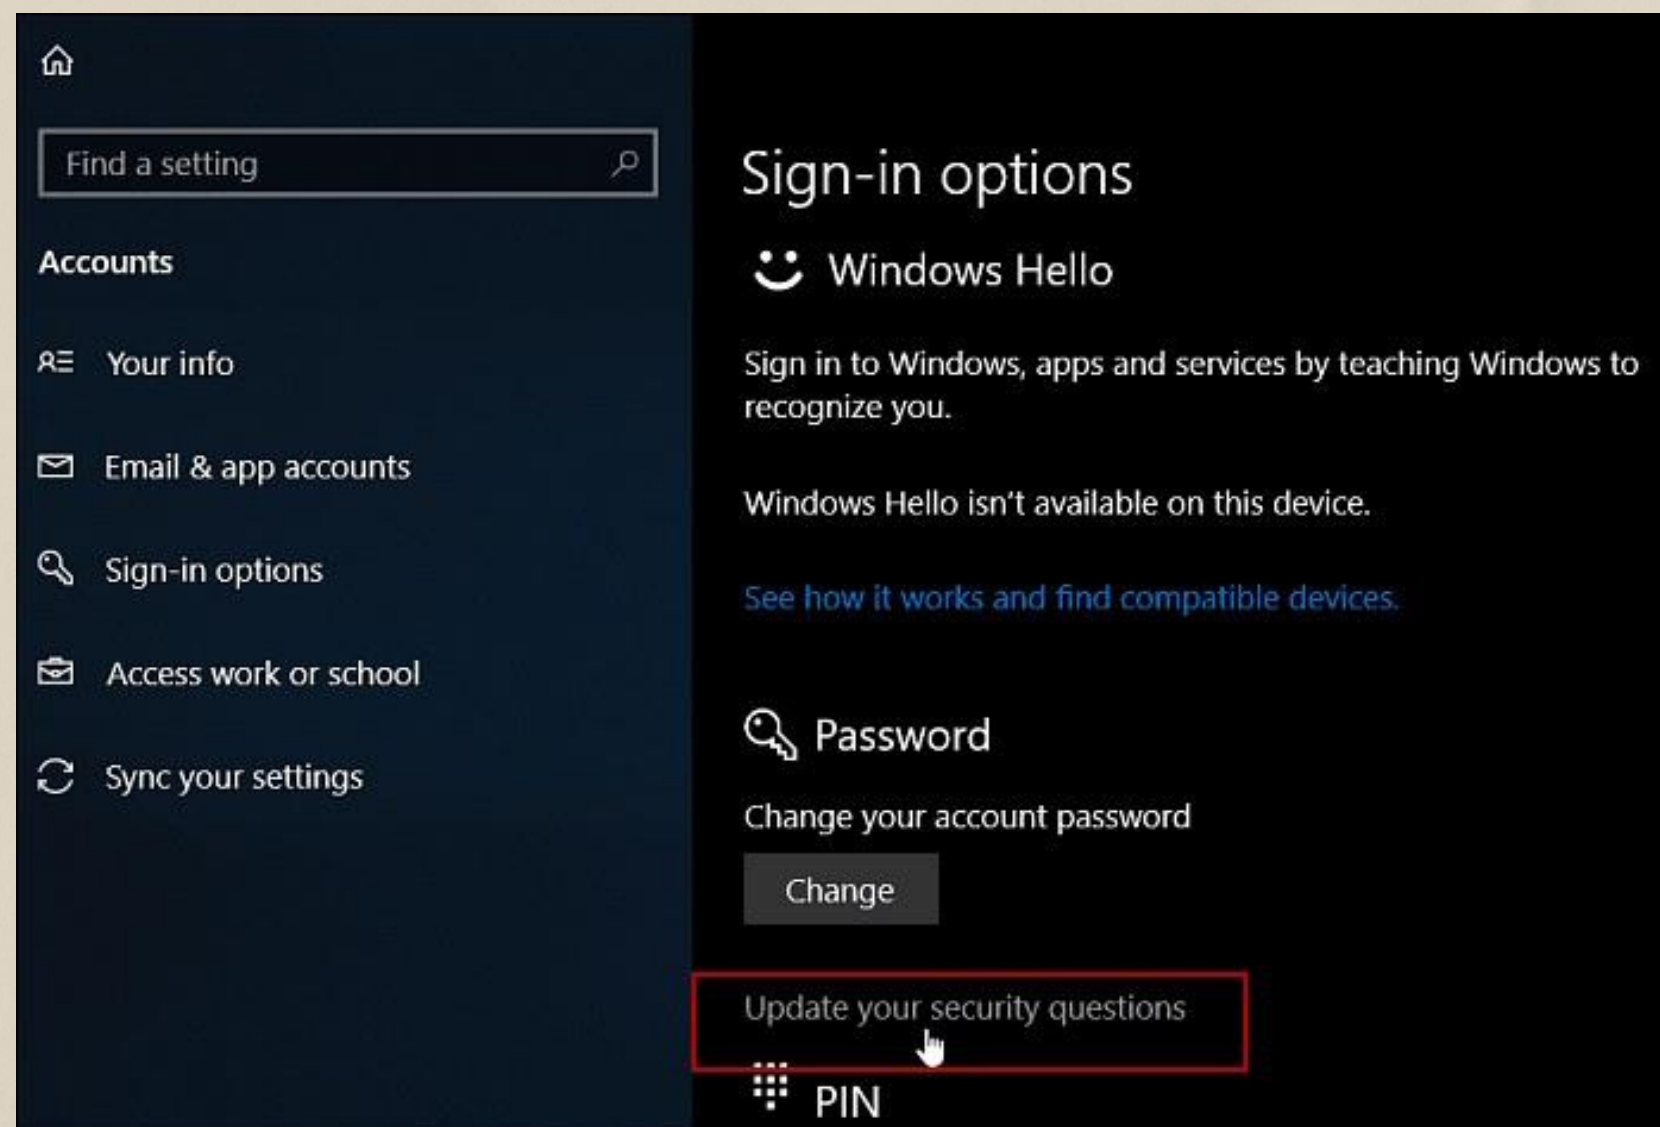 Find a setting
Accounts
Your info
Email & app accounts
Sign-in options
Access work or school
Sync your settings
Sign-in options
Windows Hello
Sign in to Windows, apps and services by teaching Windows to
recognize you.
Windows Hello isn't available on this device.
See how it works and find compatible devices.
Password
Change your account password
Change
Update your security questions
PIN